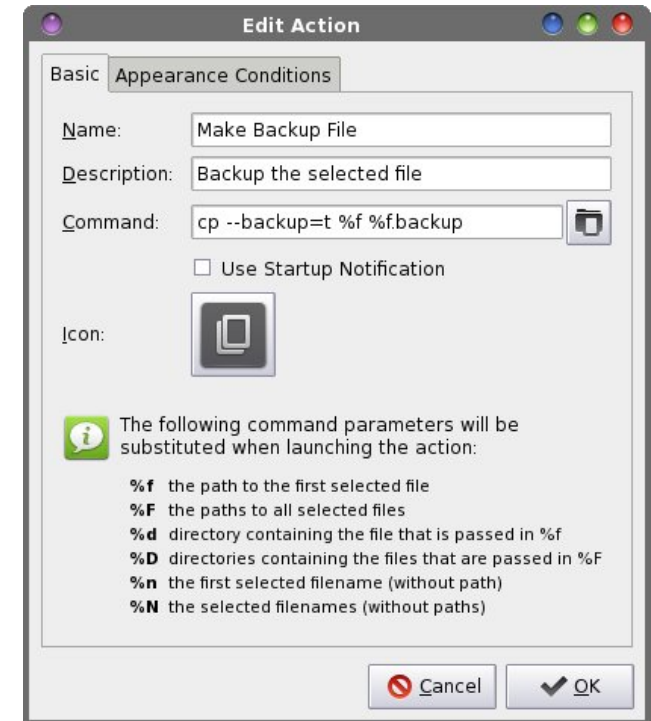 Edit Action
Basic Appearance Conditions
Name: Make Backup File
Description: Backup the selected file
Command: cp --backup=t %f %f.backup
Use Startup Notification
Icon:
The following command parameters will be
substituted when launching the action:
%f the path to the first selected file
%F the paths to all selected files
%d directory containing the file that is passed in %f
%D directories containing the files that are passed in %F
%n the first selected filename (without path)
%N the selected filenames (without paths)
Cancel OK